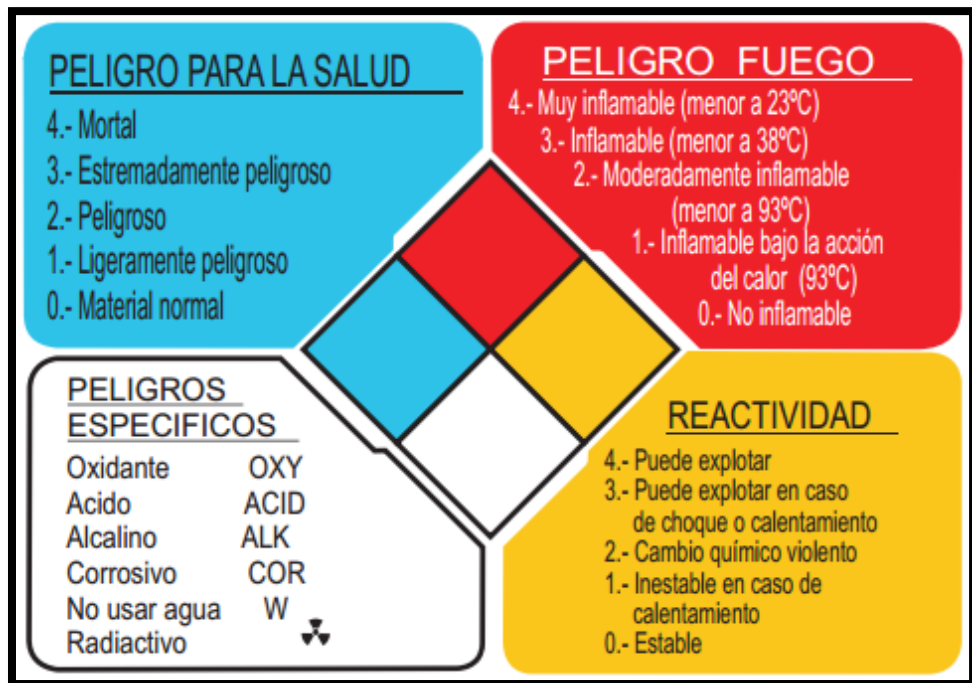 PELIGRO PARA LA SALUD
4.- Mortal
3.- Estremadamente peligroso
2.- Peligroso
1.- Ligeramente peligroso
0.- Material normal
PELIGRO FUEGO
4.- Muy inflamable (menor a 23ºC)
3.- Inflamable (menor a 38ºC)
2.- Moderadamente inflamable
(menor a 93ºC)
1.- Inflamable bajo la acción
del calor (93ºC)
0.- No inflamable
PELIGROS
ESPECIFICOS
Oxidante OXY
Acido ACID
Alcalino ALK
Corrosivo COR
No usar agua W
Radiactivo
REACTIVIDAD
4.- Puede explotar
3.- Puede explotar en caso
de choque o calentamiento
2.- Cambio químico violento
1.- Inestable en caso de
calentamiento
0.- Estable